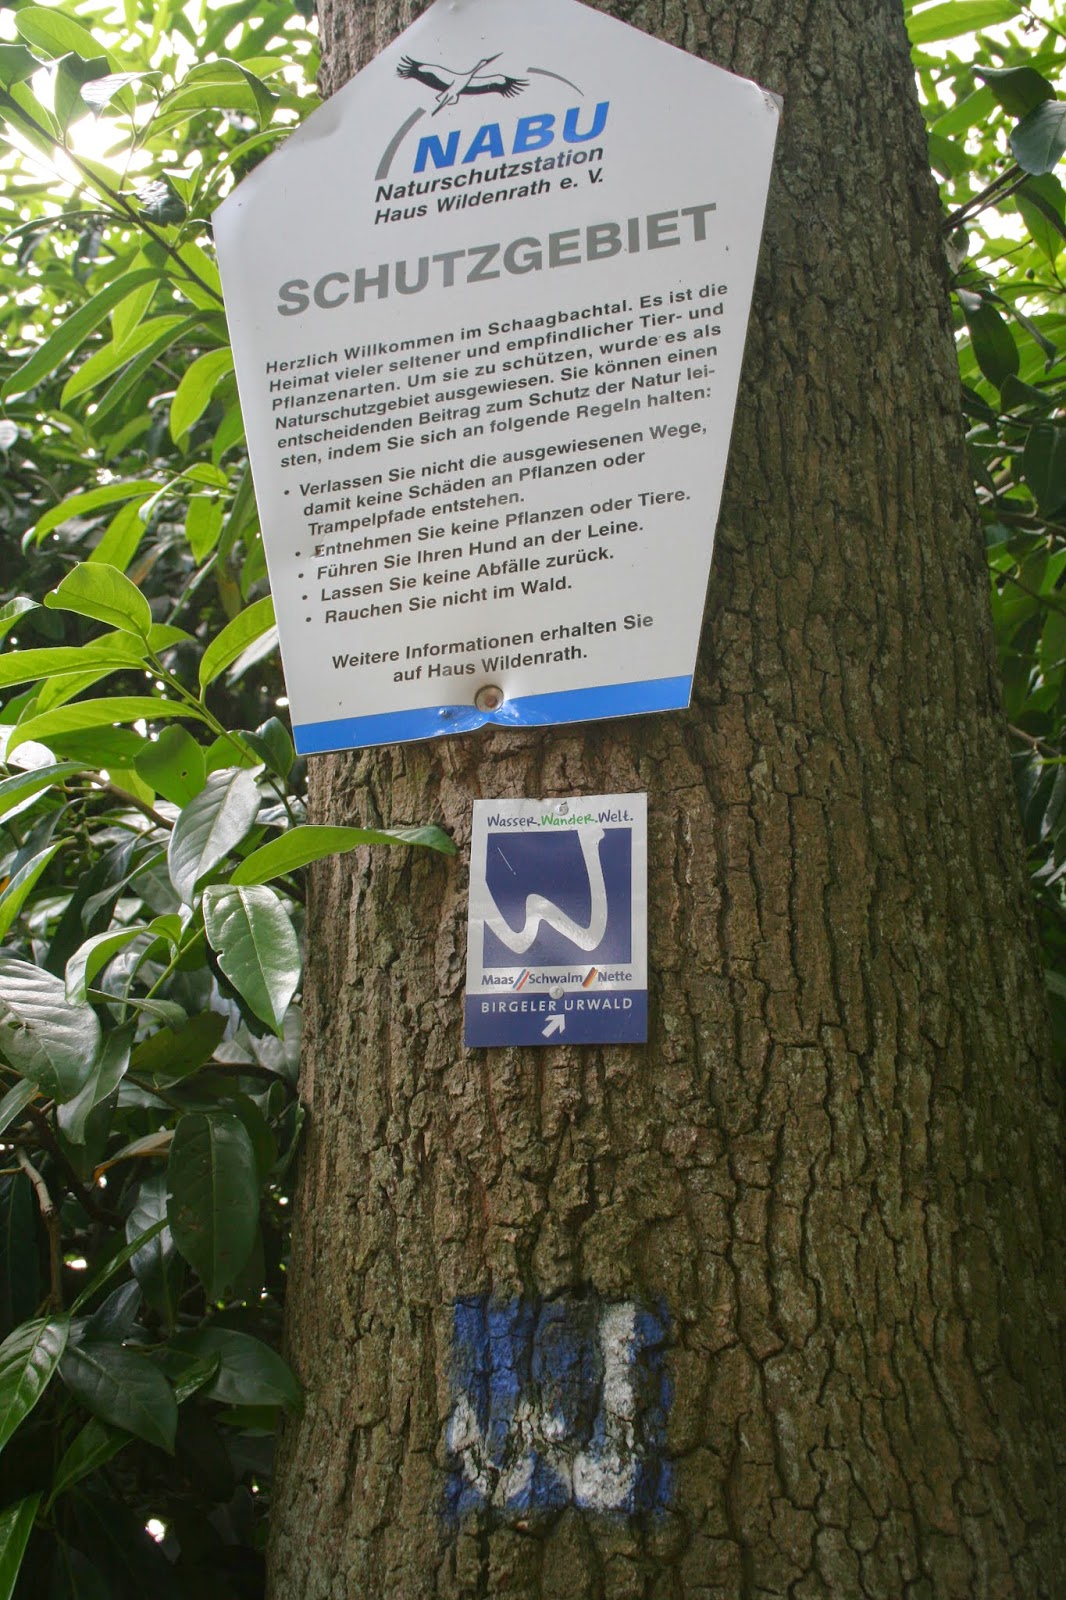 NABU
Naturschutzstation
Haus Wildenrath e. V.
SCHUTZGEBIET
Herzlich Willkommen im Schaagbachtal. Es ist die
Heimat vieler seltener und empfindlicher Tier- und
Pflanzenarten. Um sie zu schützen, wurde es als
Naturschutzgebiet ausgewiesen. Sie können einen
entscheidenden Beitrag zum Schutz der Natur lei-
sten, indem Sie sich an folgende Regeln halten:
• Verlassen Sie nicht die ausgewiesenen Wege,
damit keine Schäden an Pflanzen oder
Trampelpfade entstehen.
• Entnehmen Sie keine Pflanzen oder Tiere.
• Führen Sie Ihren Hund an der Leine.
• Lassen Sie keine Abfälle zurück.
• Rauchen Sie nicht im Wald.
Weitere Informationen erhalten Sie
auf Haus Wildenrath.
Wasser.Wander.Welt.
Maas//Schwalm/Nette
BIRGELER URWALD